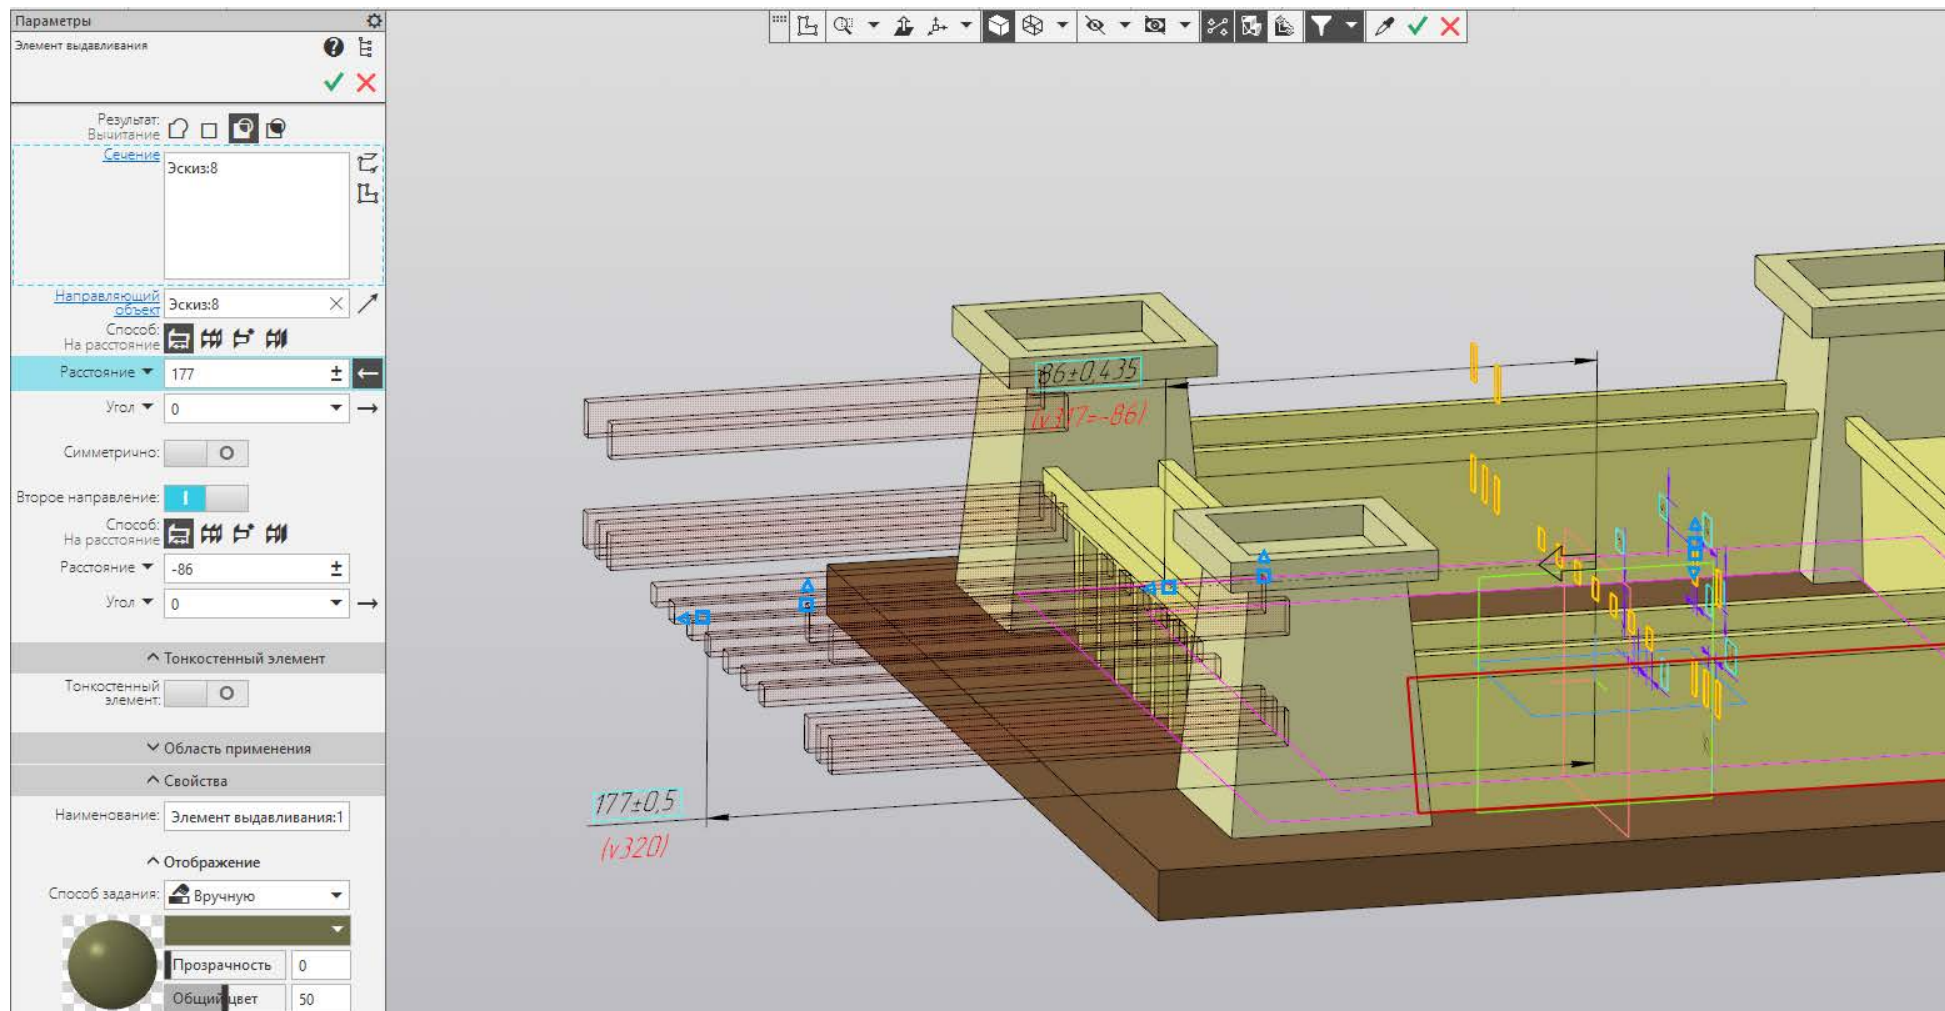 Параметры
Элемент выдавливания
Результат:
Вычитание
Сечение
Эскиз:8
Направляющий
объект
Эскиз:8
Способ:
На расстояние
Расстояние
177
Угол
0
Симметрично:
Второе направление:
Способ:
На расстояние
Расстояние
-86
Угол
0
Тонкостенный элемент
Тонкостенный
элемент:
Область применения
Свойства
Наименование:
Элемент выдавливания:1
Отображение
Способ задания:
Вручную
Прозрачность
0
Общий цвет
50
86±0,435
(v317=-86)
177±0,5
(v320)